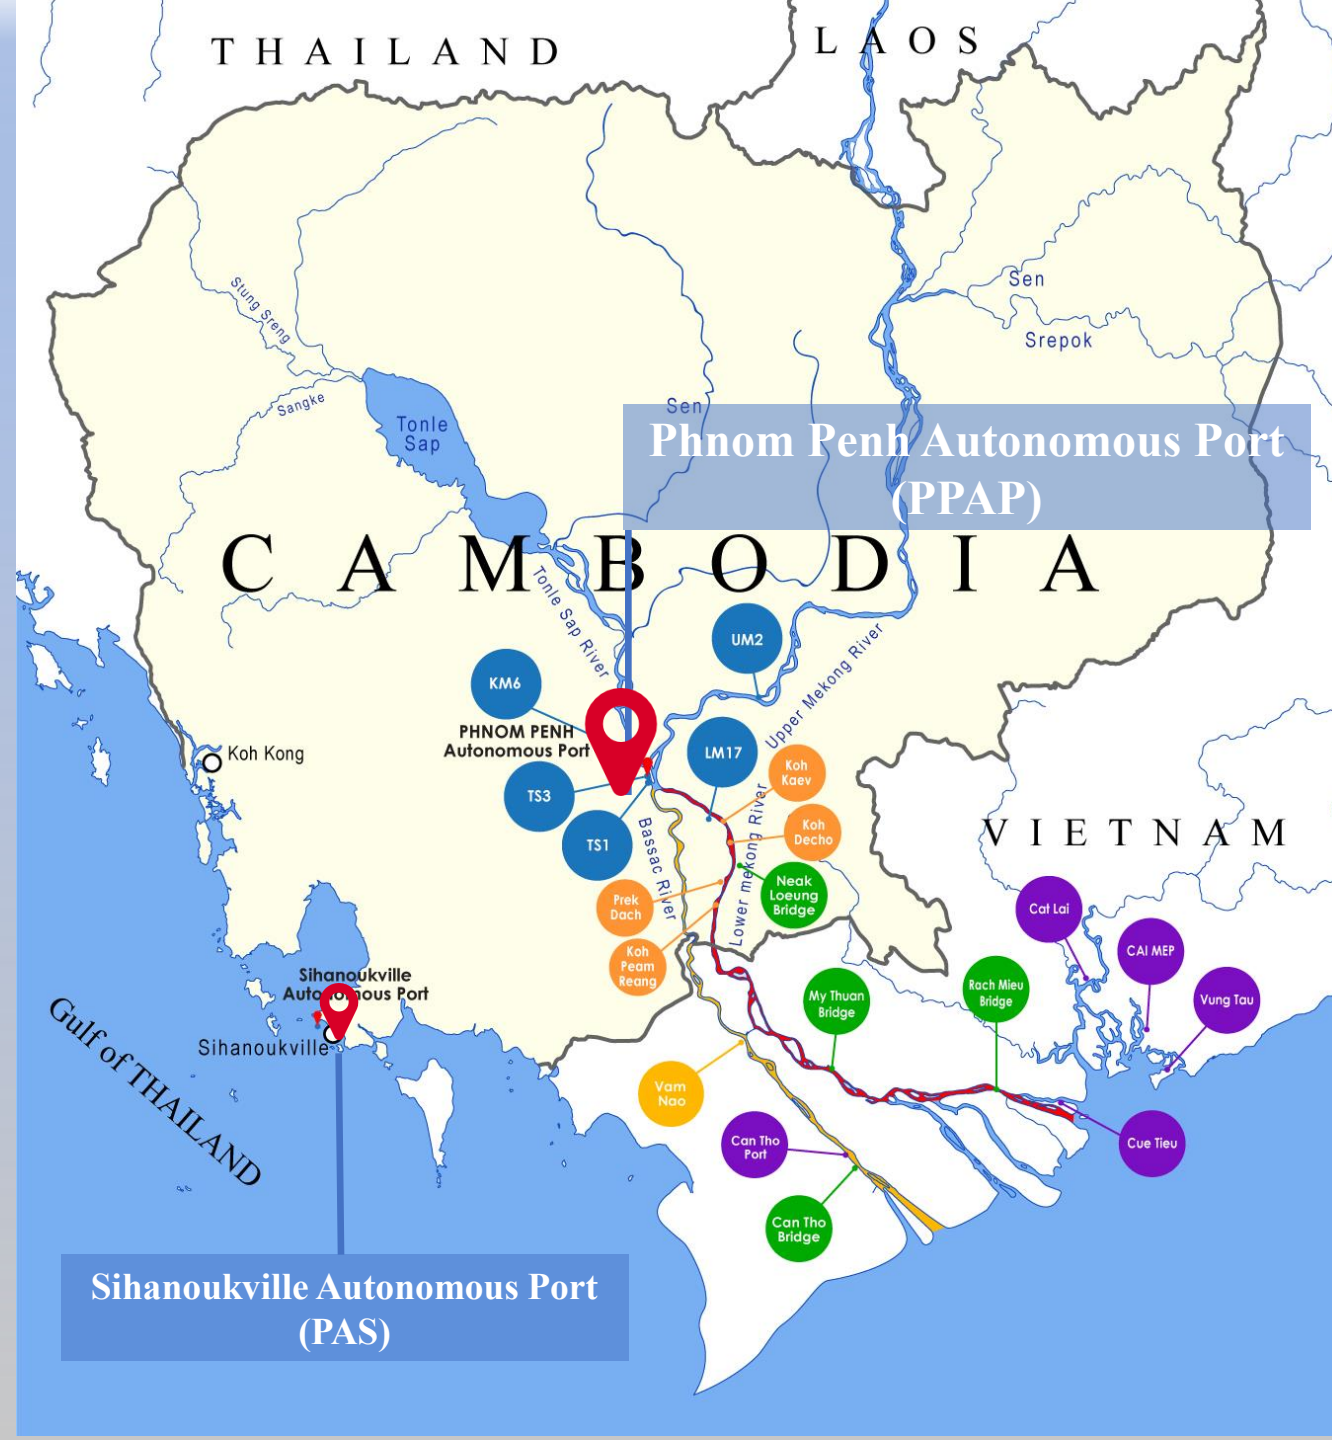 THAILAND
LAOS
Stung Sreng
Sangke
Tonle
Sap
Sen
Srepok
Sen
Phnom Penh Autonomous Port
(PPAP)
CAMBODIA
Tonle Sap River
UM2
Upper Mekong River
KM6
PHNOM PENH
Autonomous Port
LM17
Koh Kong
TS3
Koh
Kaev
TS1
Koh
Decho
Bassac River
Lower mekong River
VIETNAM
Neak
Loeung
Bridge
Prek
Dach
Koh
Peam
Reang
Cat Lai
CAI MEP
Vung Tau
Sihanoukville
Autonomous Port
Sihanoukville
Gulf of THAILAND
My Thuan
Bridge
Rach Mieu
Bridge
Vam
Nao
Can Tho
Port
Cue Tieu
Can Tho
Bridge
Sihanoukville Autonomous Port
(PAS)